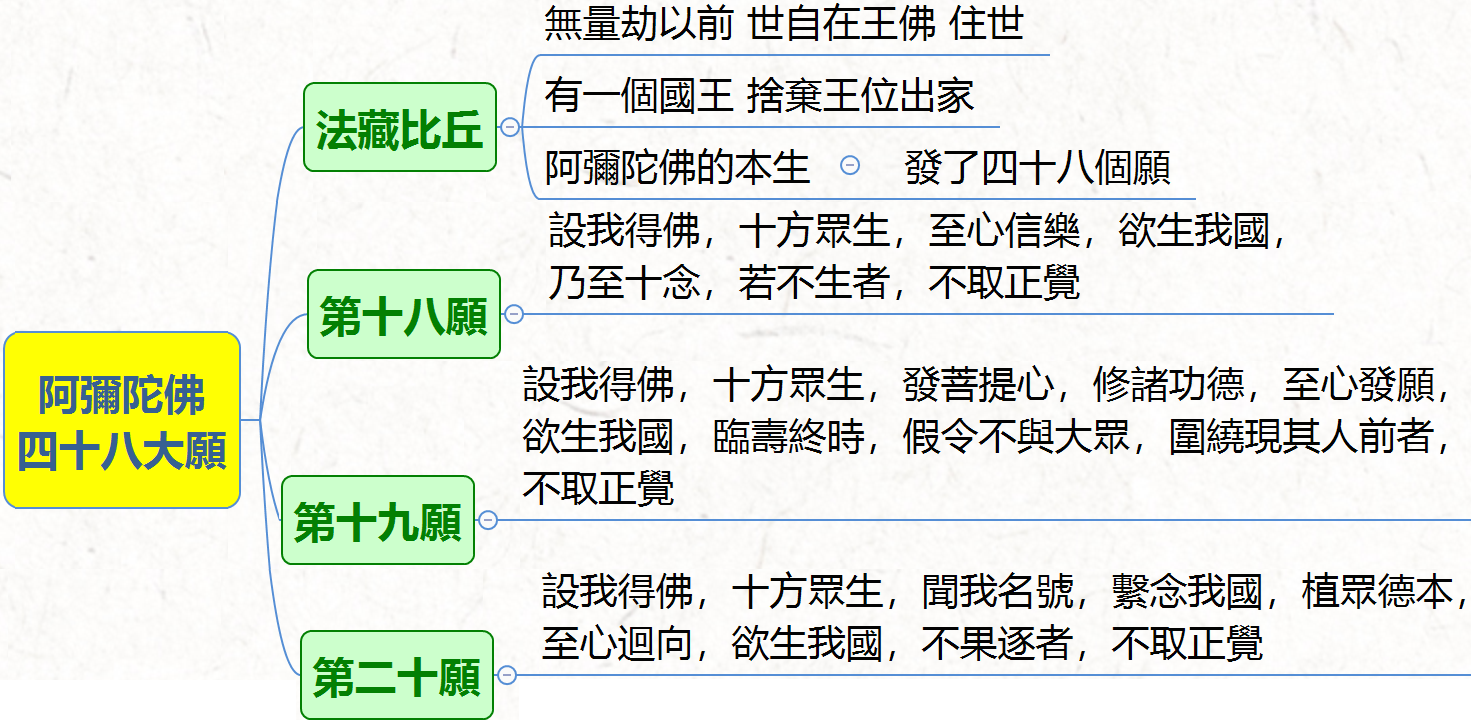 阿彌陀佛
四十八大願
法藏比丘
無量劫以前 世自在王佛 住世
有一個國王 捨棄王位出家
阿彌陀佛的本生 發了四十八個願
第十八願
設我得佛，十方眾生，至心信樂，欲生我國，
乃至十念，若不生者，不取正覺
第十九願
設我得佛，十方眾生，發菩提心，修諸功德，至心發願，
欲生我國，臨壽終時，假令不與大眾，圍繞現其人前者，
不取正覺
第二十願
設我得佛，十方眾生，聞我名號，繫念我國，植眾德本，
至心迴向，欲生我國，不果逐者，不取正覺